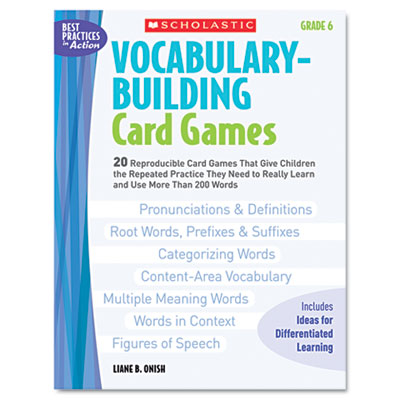 BEST
PRACTICES
in
Action
SCHOLASTIC
GRADE 6
VOCABULARY-
BUILDING
Card Games
20 Reproducible Card Games That Give Children
the Repeated Practice They Need to Really Learn
and Use More Than 200 Words
Pronunciations & Definitions
Root Words, Prefixes & Suffixes
Categorizing Words
Content-Area Vocabulary
Multiple Meaning Words
Words in Context
Figures of Speech
Includes
Ideas for
Differentiated
Learning
LIANE B. ONISH